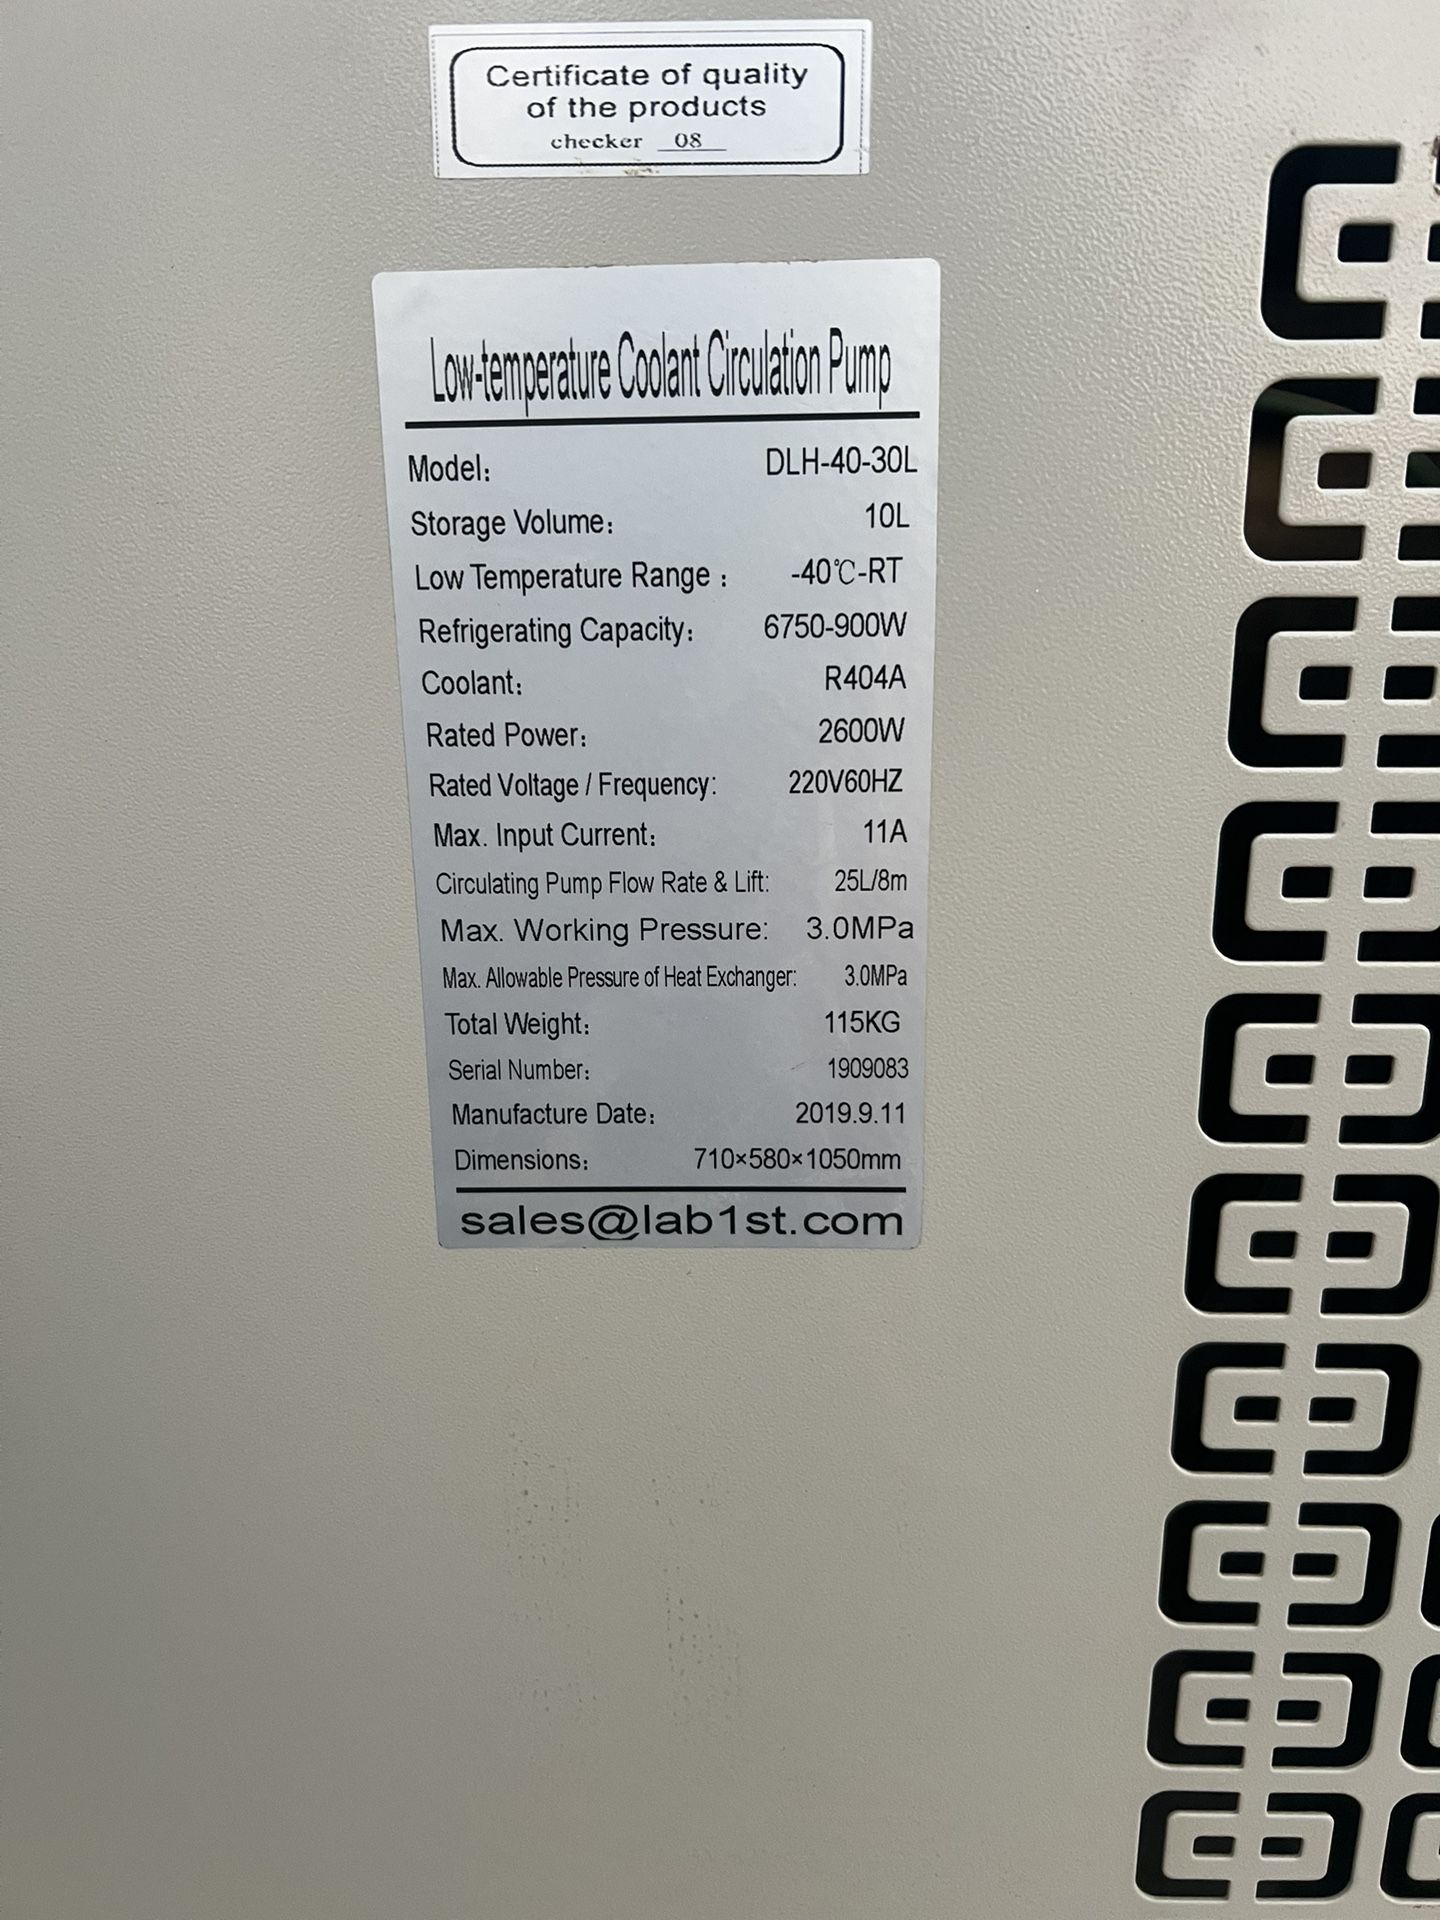 Certificate of quality
of the products
checker 08
Low-temperature Coolant Circulation Pump
Model: DLH-40-30L
Storage Volume: 10L
Low Temperature Range : -40℃-RT
Refrigerating Capacity: 6750-900W
Coolant: R404A
Rated Power: 2600W
Rated Voltage / Frequency: 220V60HZ
Max. Input Current: 11A
Circulating Pump Flow Rate & Lift: 25L/8m
Max. Working Pressure: 3.0MPa
Max. Allowable Pressure of Heat Exchanger: 3.0MPa
Total Weight: 115KG
Serial Number: 1909083
Manufacture Date: 2019.9.11
Dimensions: 710×580×1050mm
sales@lab1st.com